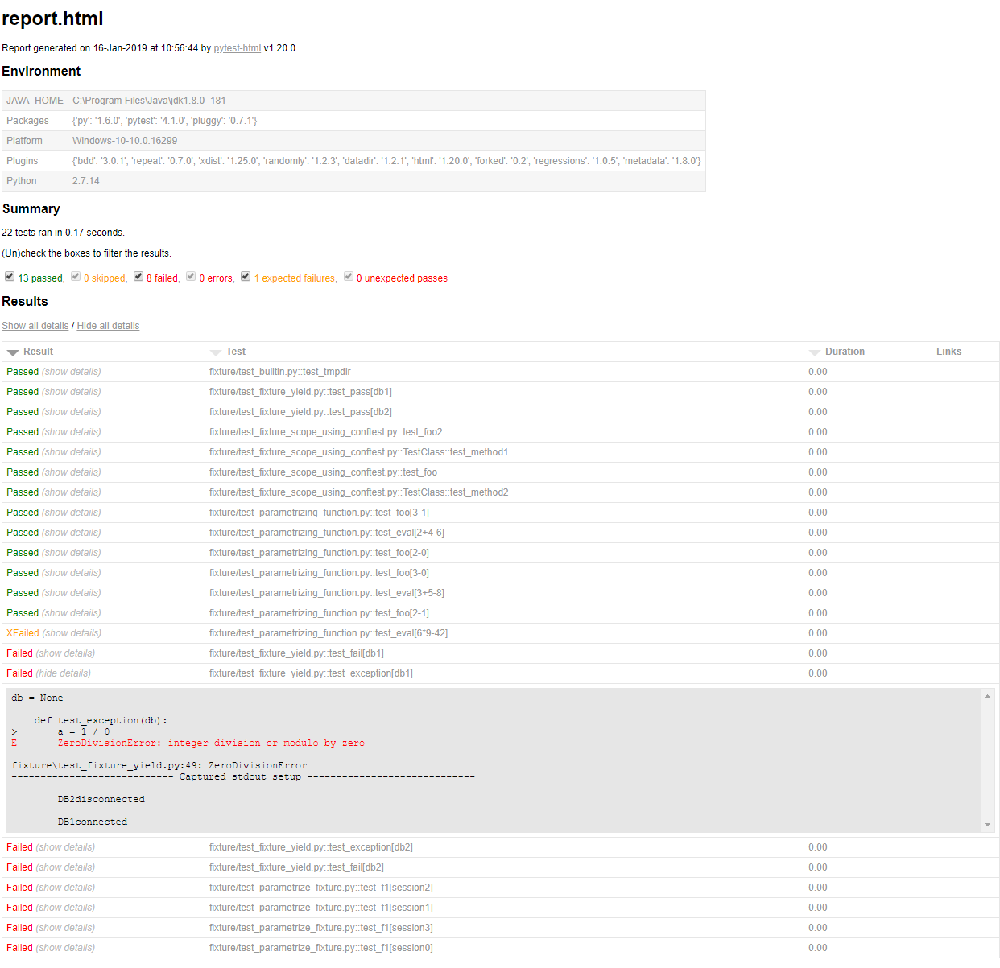 report.html
Report generated on 16-Jan-2019 at 10:56:44 by pytest-html v1.20.0
Environment
JAVA_HOME C:\Program Files\Java\jdk1.8.0_181
Packages {'py': '1.6.0', 'pytest': '4.1.0', 'pluggy': '0.7.1'}
Platform Windows-10-10.0.16299
Plugins {'bdd': '3.0.1', 'repeat': '0.7.0', 'xdist': '1.25.0', 'randomly': '1.2.3', 'datadir': '1.2.1', 'html': '1.20.0', 'forked': '0.2', 'regressions': '1.0.5', 'metadata': '1.8.0'}
Python 2.7.14
Summary
22 tests ran in 0.17 seconds.
(Un)check the boxes to filter the results.
13 passed, 0 skipped, 8 failed, 0 errors, 1 expected failures, 0 unexpected passes
Results
Show all details / Hide all details
Result Test Duration Links
Passed (show details) fixture/test_builtin.py::test_tmpdir 0.00
Passed (show details) fixture/test_fixture_yield.py::test_pass[db1] 0.00
Passed (show details) fixture/test_fixture_yield.py::test_pass[db2] 0.00
Passed (show details) fixture/test_fixture_scope_using_conftest.py::test_foo2 0.00
Passed (show details) fixture/test_fixture_scope_using_conftest.py::TestClass::test_method1 0.00
Passed (show details) fixture/test_fixture_scope_using_conftest.py::test_foo 0.00
Passed (show details) fixture/test_fixture_scope_using_conftest.py::TestClass::test_method2 0.00
Passed (show details) fixture/test_parametrizing_function.py::test_foo[3-1] 0.00
Passed (show details) fixture/test_parametrizing_function.py::test_eval[2+4-6] 0.00
Passed (show details) fixture/test_parametrizing_function.py::test_foo[2-0] 0.00
Passed (show details) fixture/test_parametrizing_function.py::test_foo[3-0] 0.00
Passed (show details) fixture/test_parametrizing_function.py::test_eval[3+5-8] 0.00
Passed (show details) fixture/test_parametrizing_function.py::test_foo[2-1] 0.00
XFailed (show details) fixture/test_parametrizing_function.py::test_eval[6*9-42] 0.00
Failed (show details) fixture/test_fixture_yield.py::test_fail[db1] 0.00
Failed (hide details) fixture/test_fixture_yield.py::test_exception[db1] 0.00
db = None
def test_exception(db):
> a = 1 / 0
E ZeroDivisionError: integer division or modulo by zero
fixture\test_fixture_yield.py:49: ZeroDivisionError
---------------------------- Captured stdout setup -----------------------------
DB2disconnected
DB1connected
Failed (show details) fixture/test_fixture_yield.py::test_exception[db2] 0.00
Failed (show details) fixture/test_fixture_yield.py::test_fail[db2] 0.00
Failed (show details) fixture/test_parametrize_fixture.py::test_f1[session2] 0.00
Failed (show details) fixture/test_parametrize_fixture.py::test_f1[session1] 0.00
Failed (show details) fixture/test_parametrize_fixture.py::test_f1[session3] 0.00
Failed (show details) fixture/test_parametrize_fixture.py::test_f1[session0] 0.00